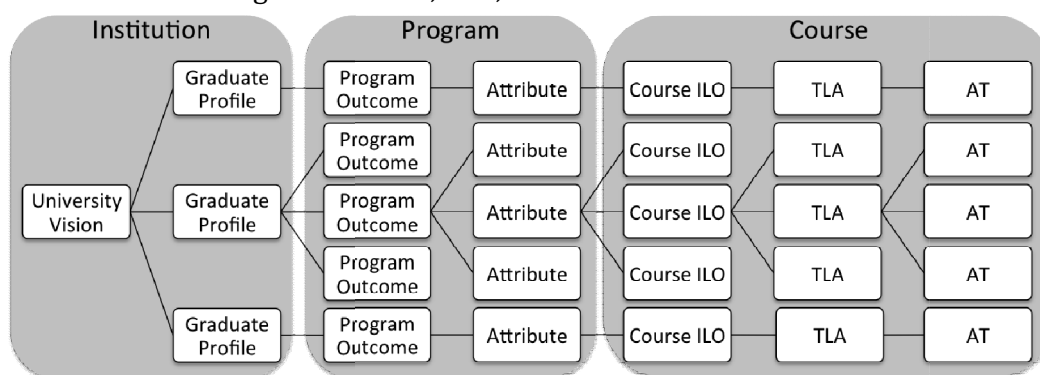 Institution
Program
Course
University
Vision
Graduate
Profile
Graduate
Profile
Graduate
Profile
Program
Outcome
Program
Outcome
Program
Outcome
Program
Outcome
Program
Outcome
Attribute
Attribute
Attribute
Attribute
Attribute
Course ILO
Course ILO
Course ILO
Course ILO
Course ILO
TLA
TLA
TLA
TLA
TLA
AT
AT
AT
AT
AT